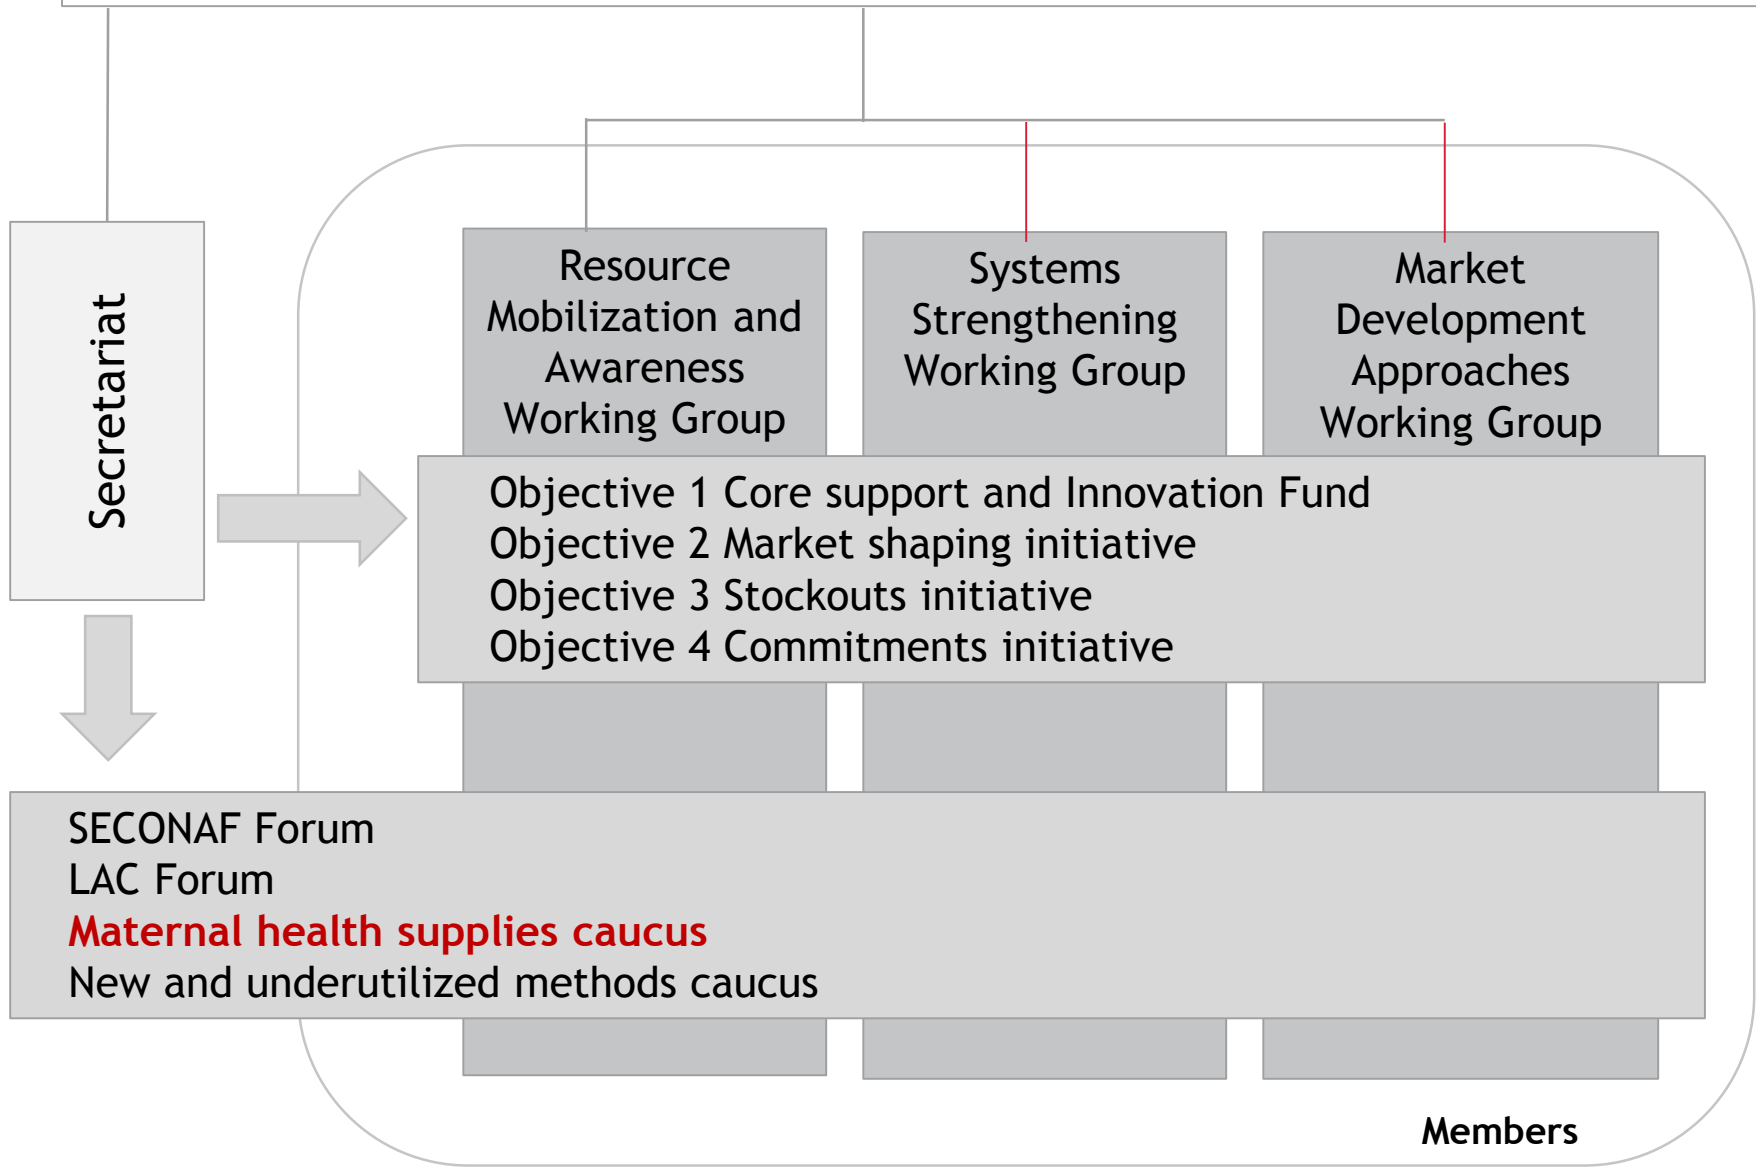 Secretariat
Resource
Mobilization and
Awareness
Working Group
Systems
Strengthening
Working Group
Market
Development
Approaches
Working Group
Objective 1 Core support and Innovation Fund
Objective 2 Market shaping initiative
Objective 3 Stockouts initiative
Objective 4 Commitments initiative
SECONAF Forum
LAC Forum
Maternal health supplies caucus
New and underutilized methods caucus
Members